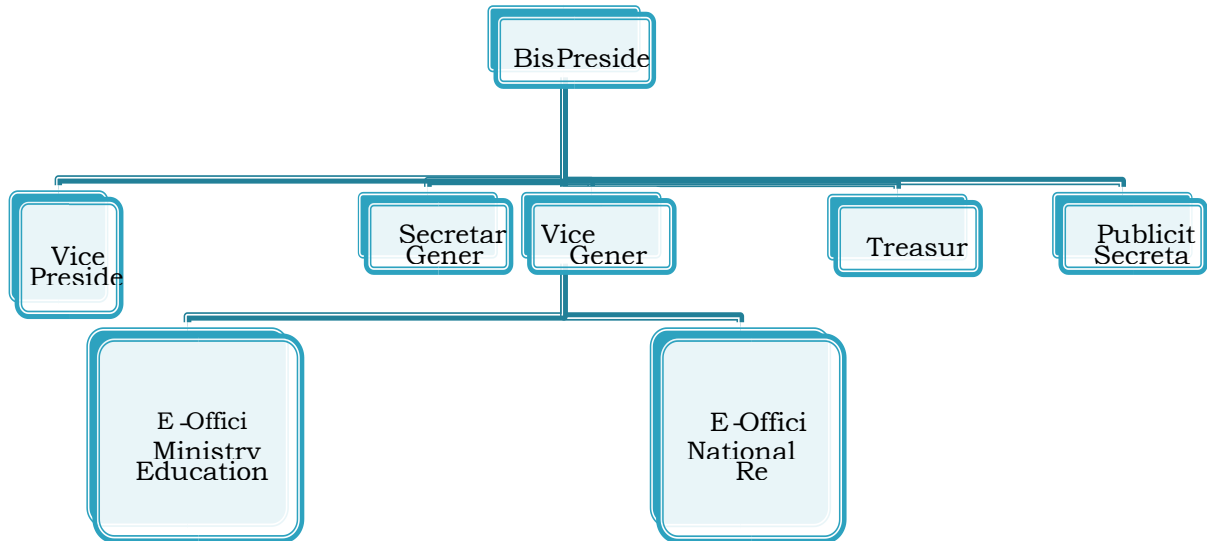 BisPreside
Vice
Preside
Secretar
Gener
Vice
Gener
Treasur
Publicit
Secreta
E-Offici
Ministry
Education
E-Offici
National
Re